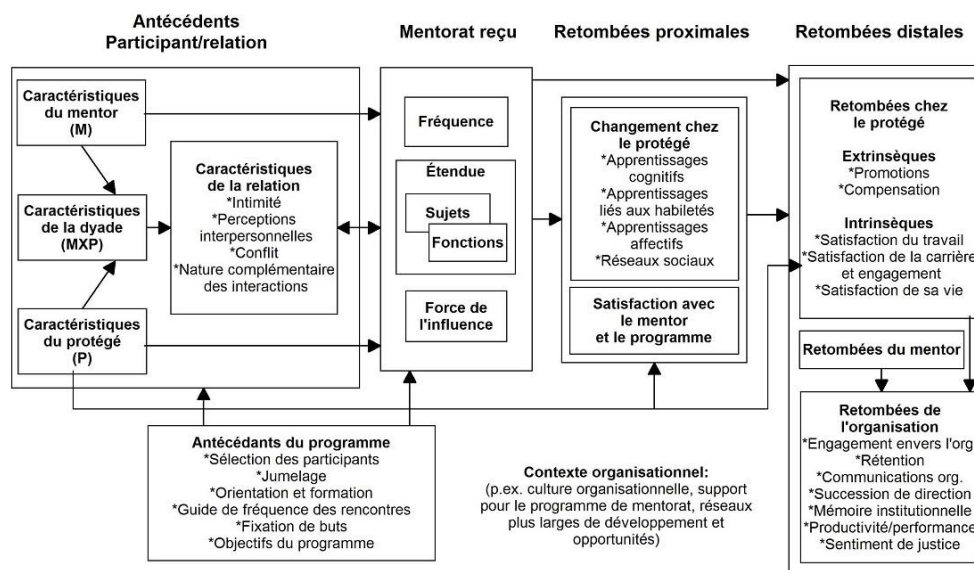 Antécédents
Participant/relation
Mentorat reçu
Retombées proximales
Retombées distales
Caractéristiques
du mentor
(M)
Caractéristiques
de la dyade
(MXP)
Caractéristiques
du protégé
(P)
Caractéristiques
de la relation
*Intimité
*Perceptions
interpersonnelles
*Conflit
*Nature complémentaire
des interactions
Fréquence
Étendue
Sujets
Fonctions
Force de
l'influence
Changement chez
le protégé
*Apprentissages
cognitifs
*Apprentissages
liés aux habiletés
*Apprentissages
affectifs
*Réseaux sociaux
Satisfaction avec
le mentor
et le programme
Retombées chez
le protégé
Extrinsèques
*Promotions
*Compensation
Intrinsèques
*Satisfaction du travail
*Satisfaction de la carrière
et engagement
*Satisfaction de sa vie
Retombées du mentor
Retombées de
l'organisation
*Engagement envers l'org
*Rétention
*Communications org.
*Succession de direction
*Mémoire institutionnelle
*Productivité/performance
*Sentiment de justice
Antécédants du programme
*Sélection des participants
*Jumelage
*Orientation et formation
*Guide de fréquence des rencontres
*Fixation de buts
*Objectifs du programme
Contexte organisationnel:
(p.ex. culture organisationnelle, support
pour le programme de mentorat, réseaux
plus larges de développement et
opportunités)